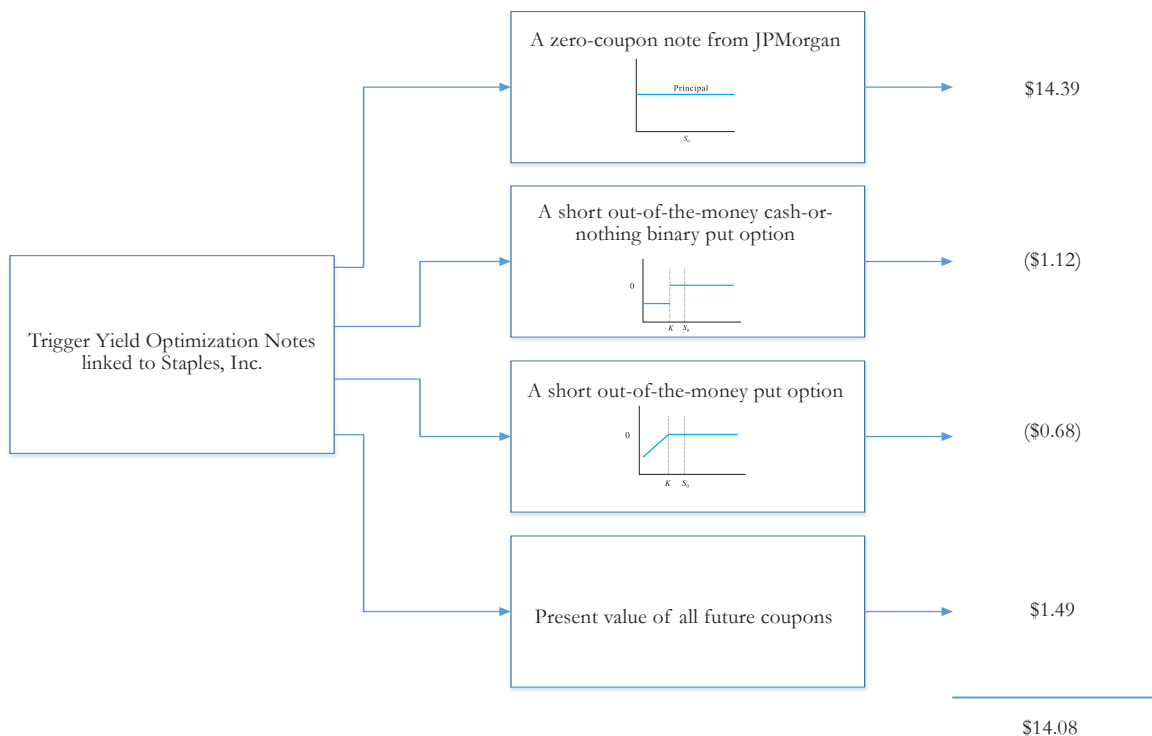 A zero-coupon note from JPMorgan
Principal
S₀
$14.39
A short out-of-the-money cash-or-
nothing binary put option
0
K S₀
($1.12)
Trigger Yield Optimization Notes
linked to Staples, Inc.
A short out-of-the-money put option
0
K S₀
($0.68)
Present value of all future coupons
$1.49
$14.08